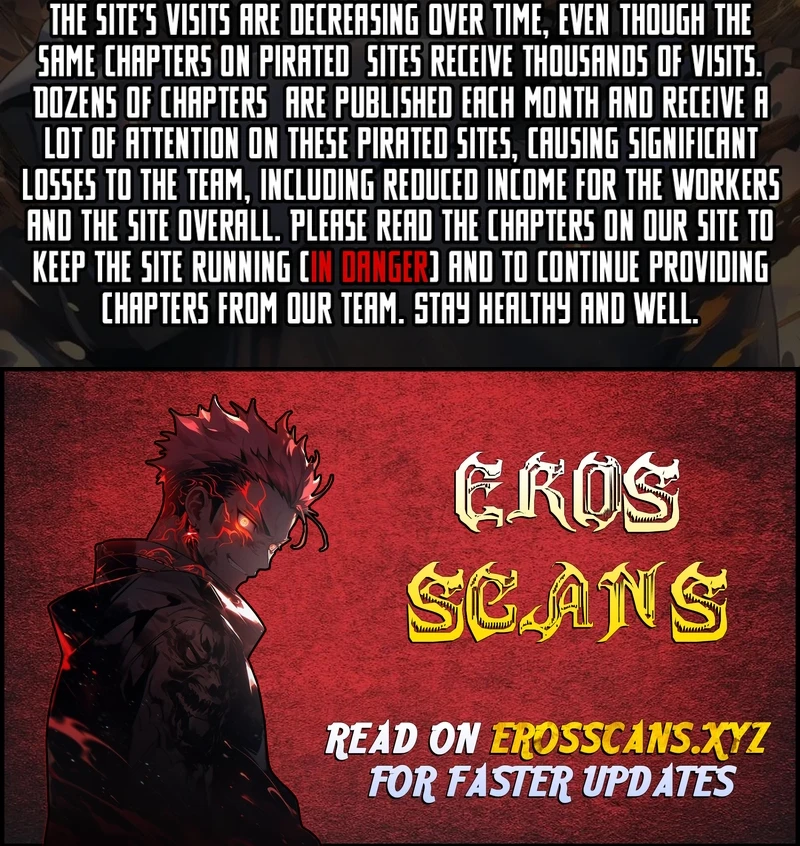 THE SITE'S VISITS ARE DECREASING OVER TIME, EVEN THOUGH THE
SAME CHAPTERS ON PIRATED SITES RECEIVE THOUSANDS OF VISITS.
DOZENS OF CHAPTERS ARE PUBLISHED EACH MONTH AND RECEIVE A
LOT OF ATTENTION ON THESE PIRATED SITES, CAUSING SIGNIFICANT
LOSSES TO THE TEAM, INCLUDING REDUCED INCOME FOR THE WORKERS
AND THE SITE OVERALL. PLEASE READ THE CHAPTERS ON OUR SITE TO
KEEP THE SITE RUNNING (IN DANGER) AND TO CONTINUE PROVIDING
CHAPTERS FROM OUR TEAM. STAY HEALTHY AND WELL.
EROS
SCANS
READ ON EROSSCANS.XYZ
FOR FASTER UPDATES